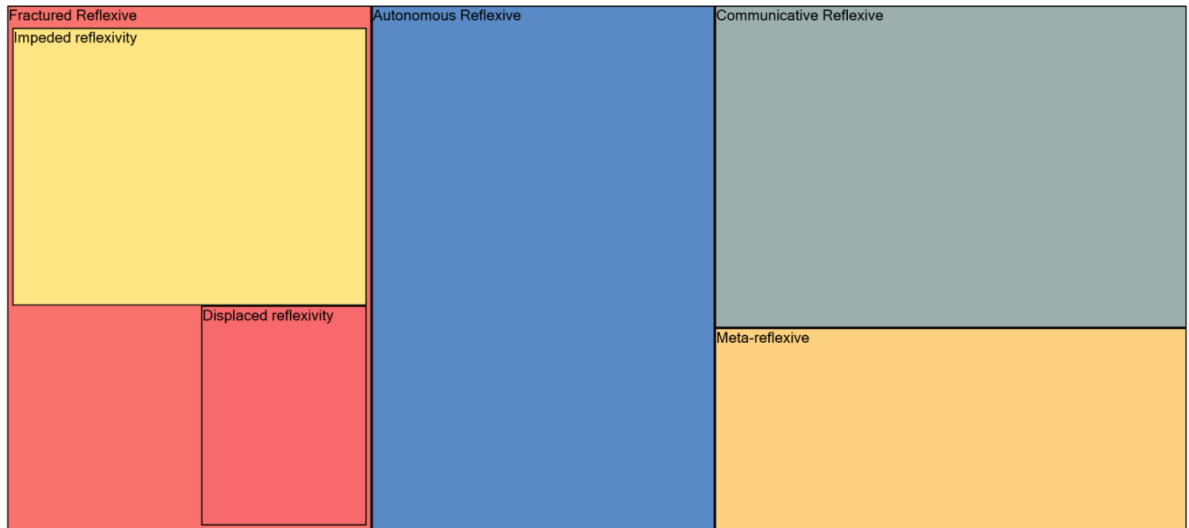 Fractured Reflexive
Impeded reflexivity
Displaced reflexivity
Autonomous Reflexive
Communicative Reflexive
Meta-reflexive